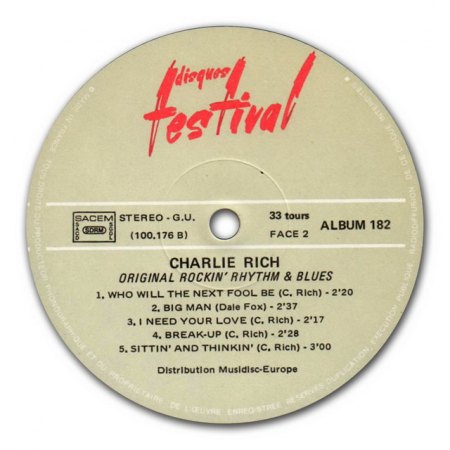 disques
festival
SACEM
SACD
SDRM
SGDL
STEREO - G.U.
(100.176 B)
33 tours
FACE 2
ALBUM 182
CHARLIE RICH
ORIGINAL ROCKIN' RHYTHM & BLUES
1. WHO WILL THE NEXT FOOL BE (C. Rich) - 2'20
2. BIG MAN (Dale Fox) - 2'37
3. I NEED YOUR LOVE (C. Rich) - 2'17
4. BREAK-UP (C. Rich) - 2'28
5. SITTIN' AND THINKIN' (C. Rich) - 3'00
Distribution Musidisc-Europe